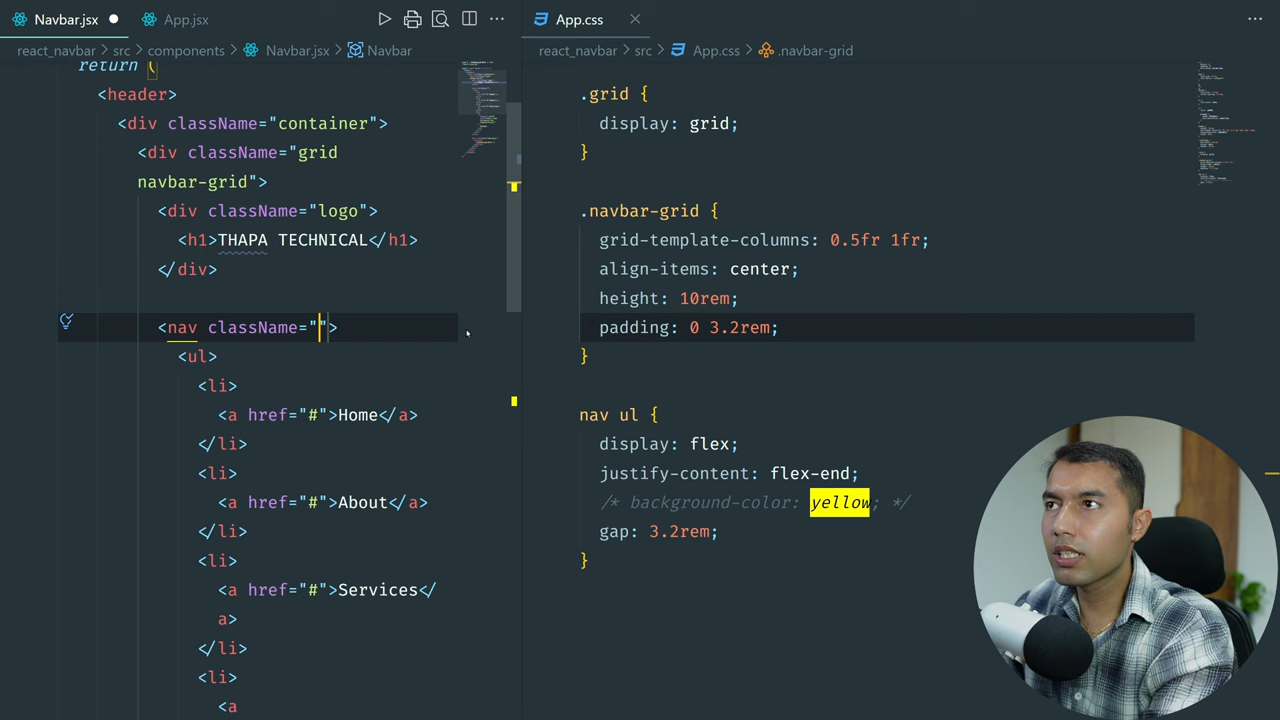 Navbar.jsx
App.jsx
App.css
react_navbar > src > components > Navbar.jsx > Navbar
react_navbar > src > App.css > .navbar-grid
return (
<header>
<div className="container">
<div className="grid
navbar-grid">
<div className="logo">
<h1>THAPA TECHNICAL</h1>
</div>
<nav className="">
<ul>
<li>
<a href="#">Home</a>
</li>
<li>
<a href="#">About</a>
</li>
<li>
<a href="#">Services</
a>
</li>
<li>
<a
.grid {
display: grid;
}
.navbar-grid {
grid-template-columns: 0.5fr 1fr;
align-items: center;
height: 10rem;
padding: 0 3.2rem;
}
nav ul {
display: flex;
justify-content: flex-end;
/* background-color: yellow; */
gap: 3.2rem;
}